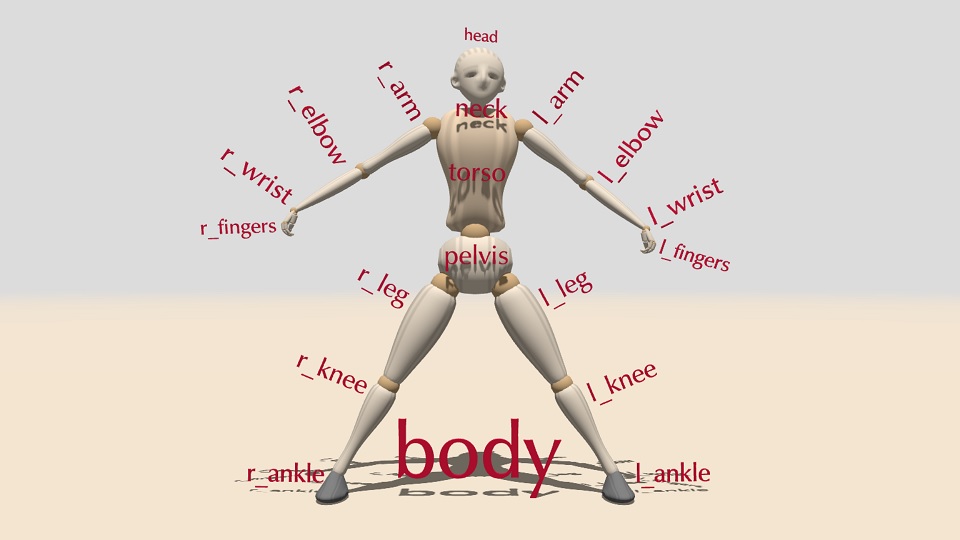 head
r_arm
l_arm
neck
r_elbow
l_elbow
torso
r_wrist
l_wrist
r_fingers
l_fingers
pelvis
r_leg
l_leg
r_knee
l_knee
body
r_ankle
l_ankle